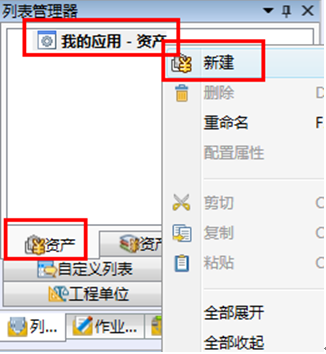 列表管理器
我的应用 - 资产
新建
删除 D
重命名 F
配置属性
剪切 C
复制 C
粘贴 C
全部展开
全部收起
资产 资产
自定义列表
工程单位
列... 作业...